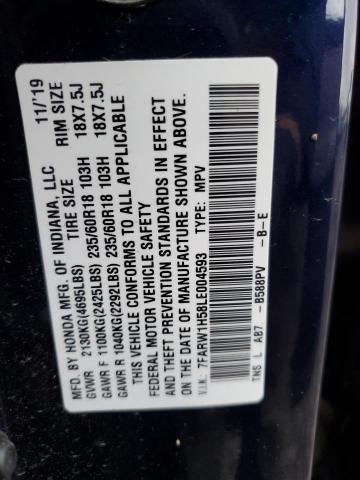 MFD. BY HONDA MFG. OF INDIANA, LLC 11/'19
TIRE SIZE RIM SIZE
GVWR 2130KG(4695LBS)
GAWR F 1100KG(2425LBS) 235/60R18 103H 18X7.5J
GAWR R 1040KG(2292LBS) 235/60R18 103H 18X7.5J
THIS VEHICLE CONFORMS TO ALL APPLICABLE
FEDERAL MOTOR VEHICLE SAFETY
AND THEFT PREVENTION STANDARDS IN EFFECT
ON THE DATE OF MANUFACTURE SHOWN ABOVE.
V.I.N.: 7FARW1H58LE004593 TYPE: MPV
TNS L AB7 -B588PV -B-E